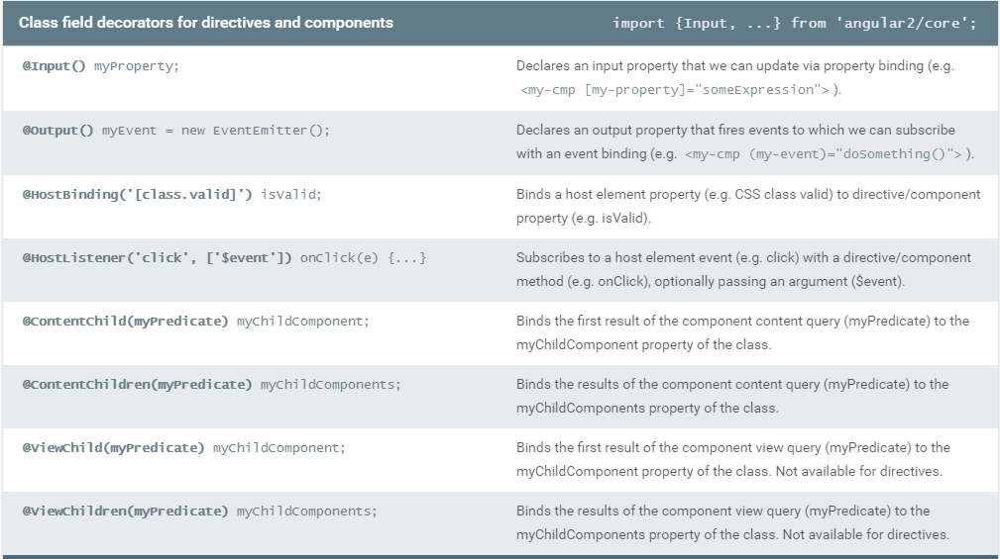 Class field decorators for directives and components import {Input, ...} from 'angular2/core';
@Input() myProperty; Declares an input property that we can update via property binding (e.g.
<my-cmp [my-property]="someExpression"> ).
@Output() myEvent = new EventEmitter(); Declares an output property that fires events to which we can subscribe
with an event binding (e.g. <my-cmp (my-event)="doSomething()"> ).
@HostBinding('[class.valid]') isValid; Binds a host element property (e.g. CSS class valid) to directive/component
property (e.g. isValid).
@HostListener('click', ['$event']) onClick(e) {...} Subscribes to a host element event (e.g. click) with a directive/component
method (e.g. onClick), optionally passing an argument ($event).
@ContentChild(myPredicate) myChildComponent; Binds the first result of the component content query (myPredicate) to the
myChildComponent property of the class.
@ContentChildren(myPredicate) myChildComponents; Binds the results of the component content query (myPredicate) to the
myChildComponents property of the class.
@ViewChild(myPredicate) myChildComponent; Binds the first result of the component view query (myPredicate) to the
myChildComponent property of the class. Not available for directives.
@ViewChildren(myPredicate) myChildComponents; Binds the results of the component view query (myPredicate) to the
myChildComponents property of the class. Not available for directives.